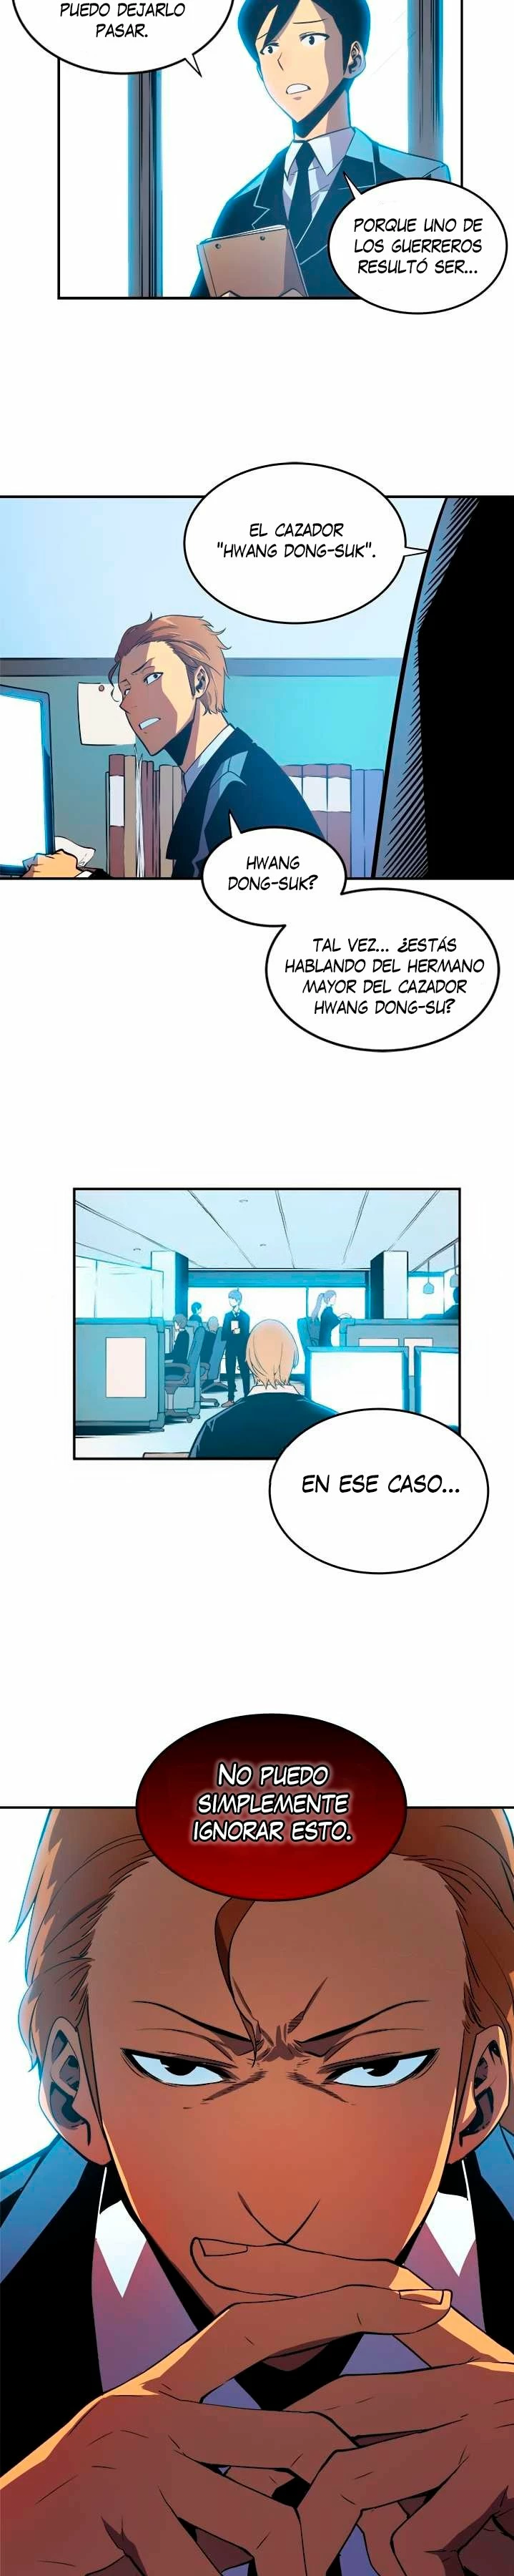 PUEDO DEJARLO
PASAR.
PORQUE UNO DE
LOS GUERREROS
RESULTÓ SER...
EL CAZADOR
"HWANG DONG-SUK".
HWANG
DONG-SUK?
TAL VEZ... ¿ESTÁS
HABLANDO DEL HERMANO
MAYOR DEL CAZADOR
HWANG DONG-SU?
EN ESE CASO...
NO PUEDO
SIMPLEMENTE
IGNORAR ESTO.